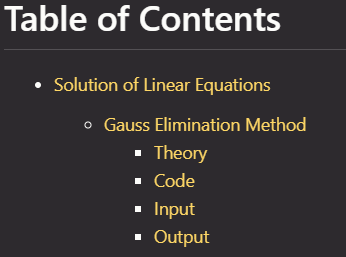 Table of Contents
Solution of Linear Equations
Gauss Elimination Method
Theory
Code
Input
Output